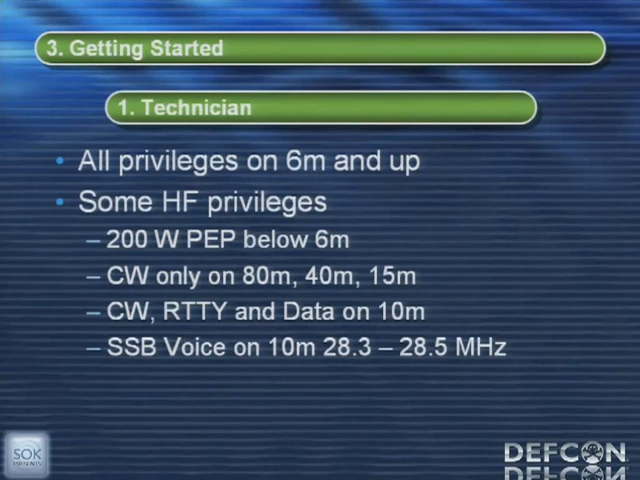 3. Getting Started
1. Technician
• All privileges on 6m and up
• Some HF privileges
– 200 W PEP below 6m
– CW only on 80m, 40m, 15m
– CW, RTTY and Data on 10m
– SSB Voice on 10m 28.3 – 28.5 MHz
SOK
PRESENTS
DEFCON